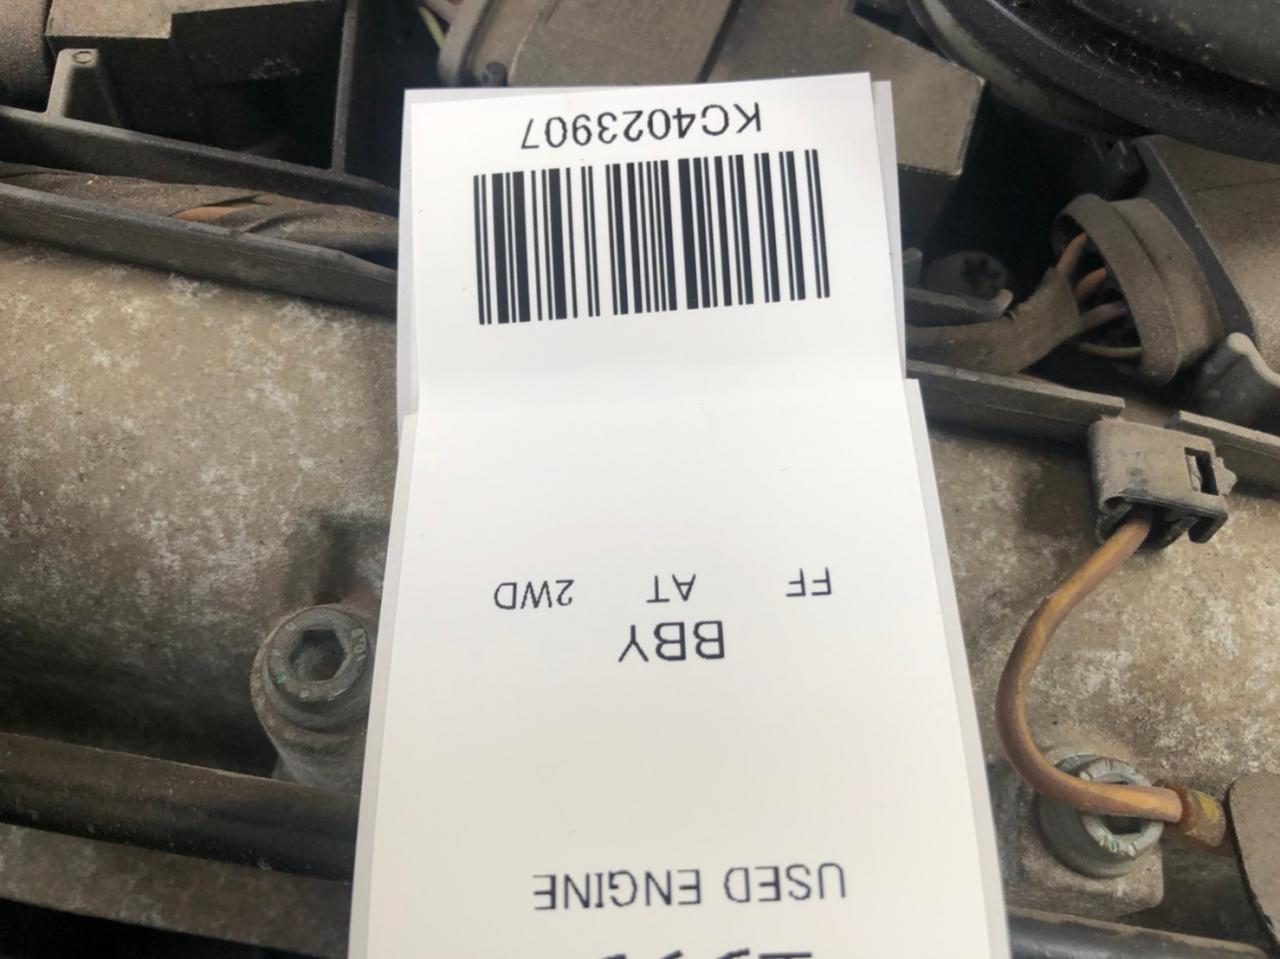 USED ENGINE
BBY
FF AT 2WD
KC4023907